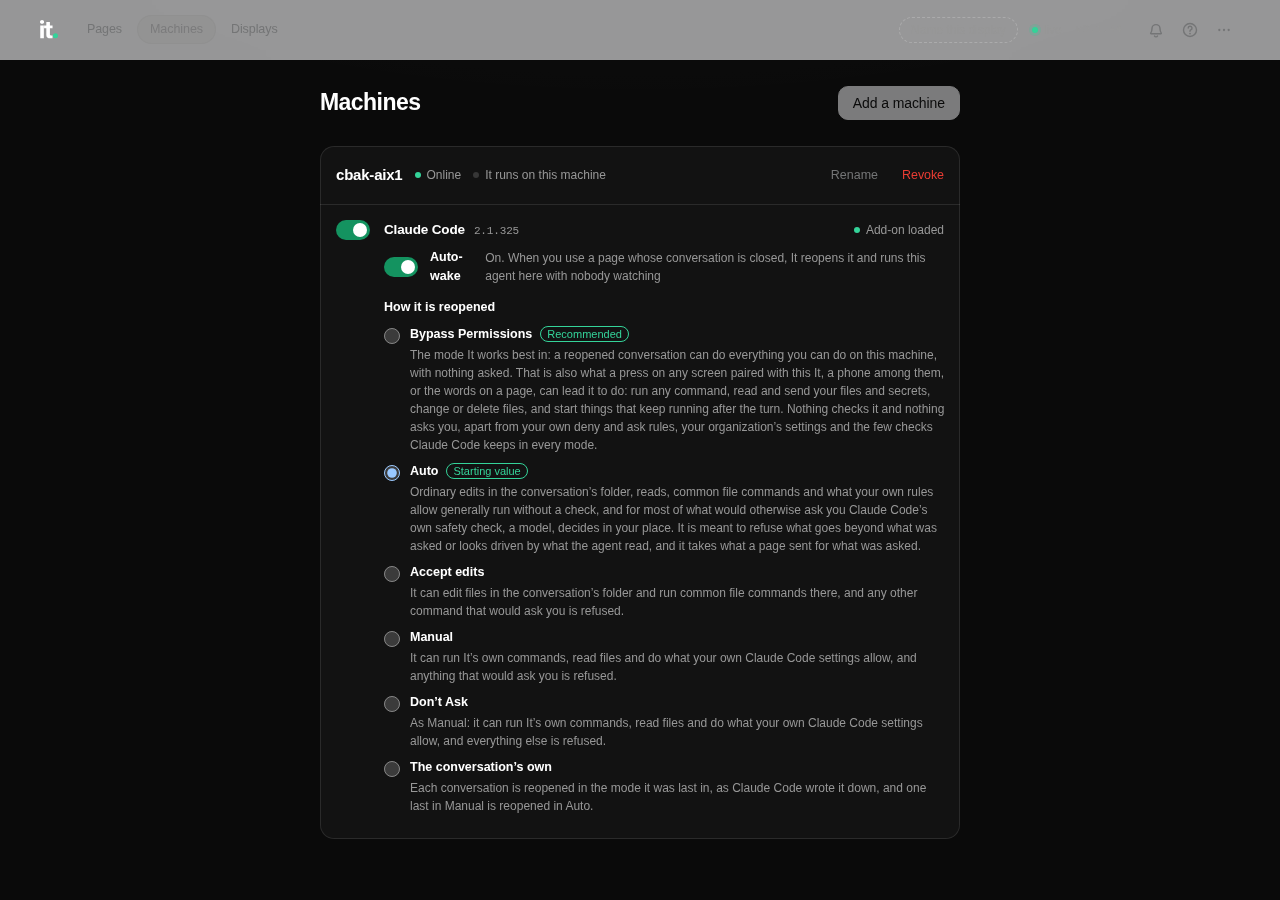 it.
Pages
Machines
Displays
Machines
Add a machine
cbak-aix1
Online
It runs on this machine
Rename
Revoke
Claude Code
2.1.325
Add-on loaded
Auto-
wake
On. When you use a page whose conversation is closed, It reopens it and runs this
agent here with nobody watching
How it is reopened
Bypass Permissions
Recommended
The mode It works best in: a reopened conversation can do everything you can do on this machine,
with nothing asked. That is also what a press on any screen paired with this It, a phone among them,
or the words on a page, can lead it to do: run any command, read and send your files and secrets,
change or delete files, and start things that keep running after the turn. Nothing checks it and nothing
asks you, apart from your own deny and ask rules, your organization’s settings and the few checks
Claude Code keeps in every mode.
Auto
Starting value
Ordinary edits in the conversation’s folder, reads, common file commands and what your own rules
allow generally run without a check, and for most of what would otherwise ask you Claude Code’s
own safety check, a model, decides in your place. It is meant to refuse what goes beyond what was
asked or looks driven by what the agent read, and it takes what a page sent for what was asked.
Accept edits
It can edit files in the conversation’s folder and run common file commands there, and any other
command that would ask you is refused.
Manual
It can run It’s own commands, read files and do what your own Claude Code settings allow, and
anything that would ask you is refused.
Don’t Ask
As Manual: it can run It’s own commands, read files and do what your own Claude Code settings
allow, and everything else is refused.
The conversation’s own
Each conversation is reopened in the mode it was last in, as Claude Code wrote it down, and one
last in Manual is reopened in Auto.